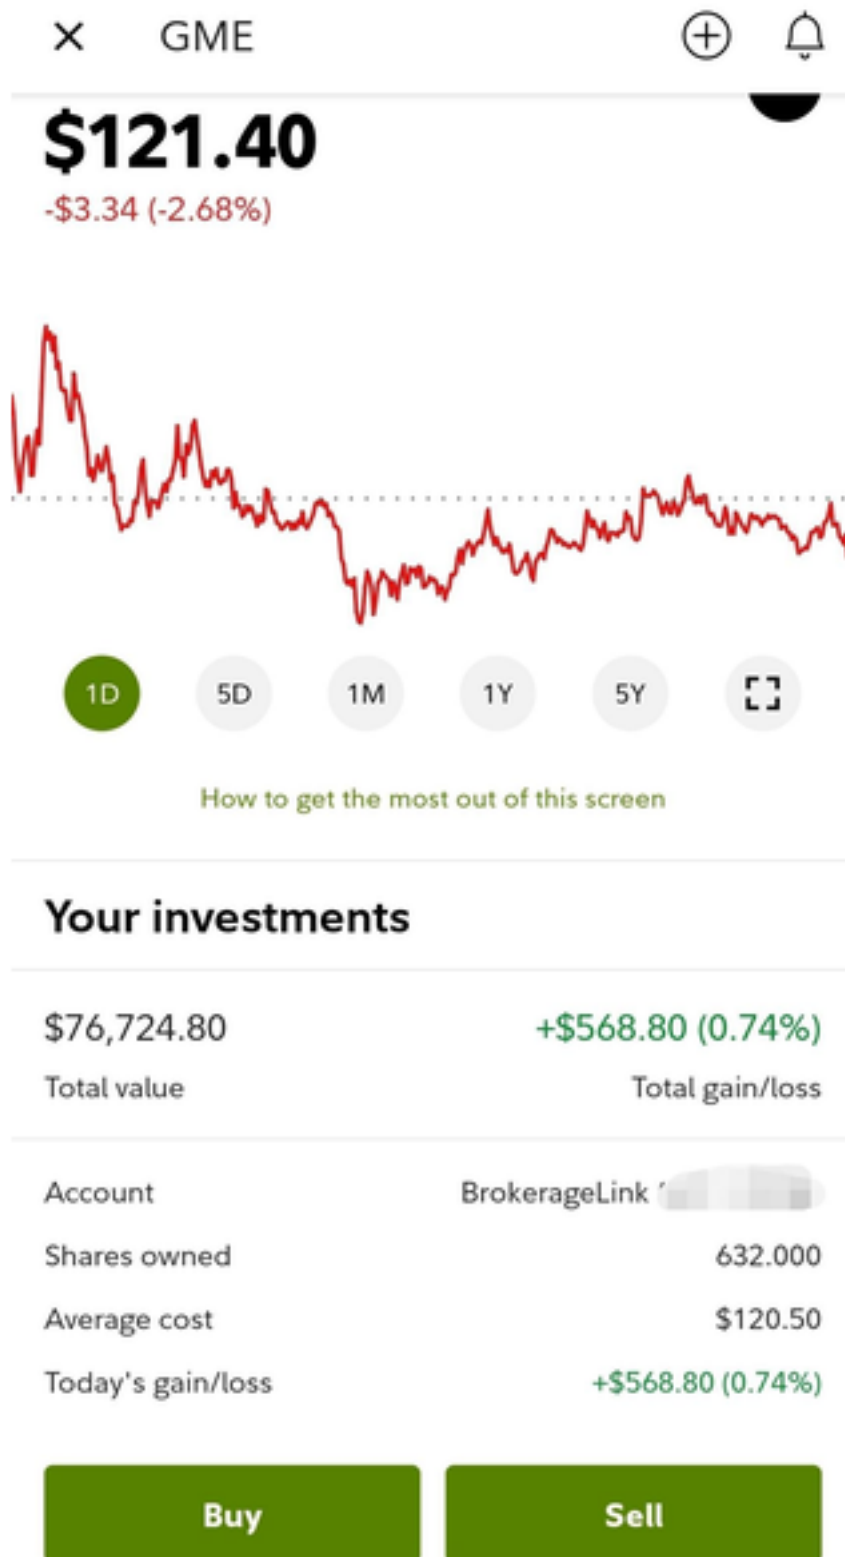 GME
$121.40
-$3.34 (-2.68%)
1D 5D 1M 1Y 5Y
How to get the most out of this screen
Your investments
$76,724.80 +$568.80 (0.74%)
Total value Total gain/loss
Account BrokerageLink
Shares owned 632.000
Average cost $120.50
Today's gain/loss +$568.80 (0.74%)
Buy Sell